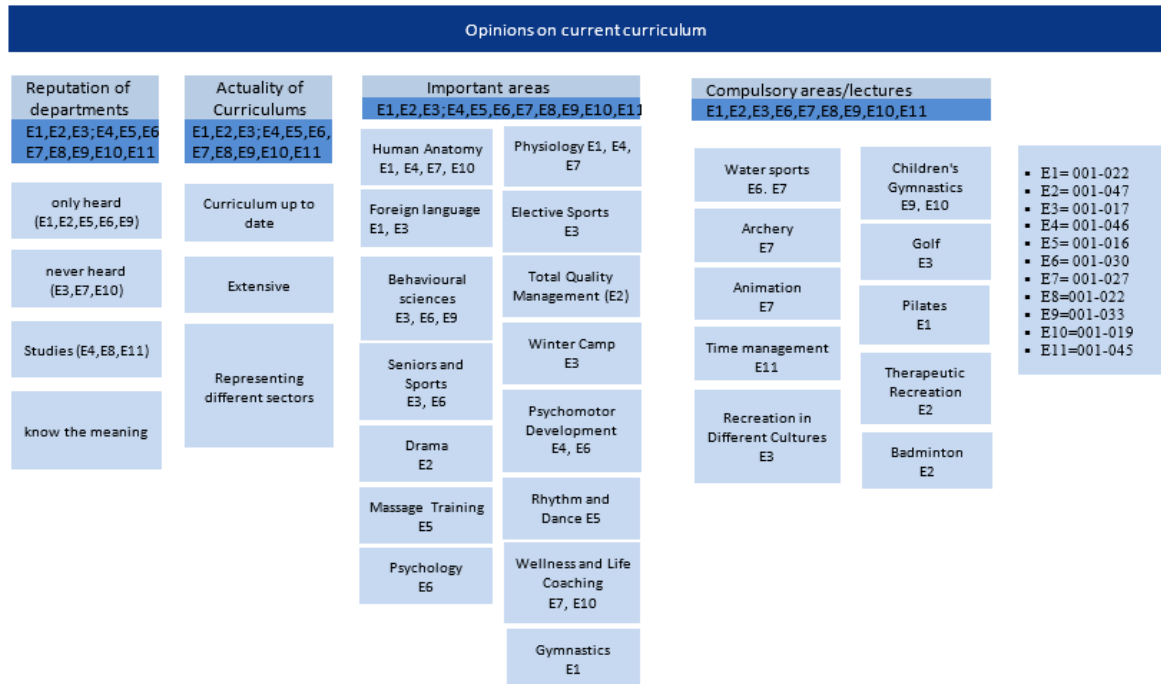 Opinions on current curriculum
Reputation of
departments
E1,E2,E3;E4,E5,E6
E7,E8,E9,E10,E11
only heard
(E1,E2,E5,E6,E9)
never heard
(E3,E7,E10)
Studies (E4,E8,E11)
know the meaning
Actuality of
Curriculums
E1,E2,E3;E4,E5,E6,
E7,E8,E9,E10,E11
Curriculum up to
date
Extensive
Representing
different sectors
Important areas
E1,E2,E3;E4,E5,E6,E7,E8,E9,E10,E11
Human Anatomy
E1, E4, E7, E10
Foreign language
E1, E3
Behavioural
sciences
E3, E6, E9
Seniors and
Sports
E3, E6
Drama
E2
Massage Training
E5
Psychology
E6
Physiology E1, E4,
E7
Elective Sports
E3
Total Quality
Management (E2)
Winter Camp
E3
Psychomotor
Development
E4, E6
Rhythm and
Dance E5
Wellness and Life
Coaching
E7, E10
Gymnastics
E1
Compulsory areas/lectures
E1,E2,E3,E6,E7,E8,E9,E10,E11
Water sports
E6. E7
Archery
E7
Animation
E7
Time management
E11
Recreation in
Different Cultures
E3
Children's
Gymnastics
E9, E10
Golf
E3
Pilates
E1
Therapeutic
Recreation
E2
Badminton
E2
▪ E1= 001-022
▪ E2= 001-047
▪ E3= 001-017
▪ E4= 001-046
▪ E5= 001-016
▪ E6= 001-030
▪ E7= 001-027
▪ E8=001-022
▪ E9=001-033
▪ E10=001-019
▪ E11=001-045